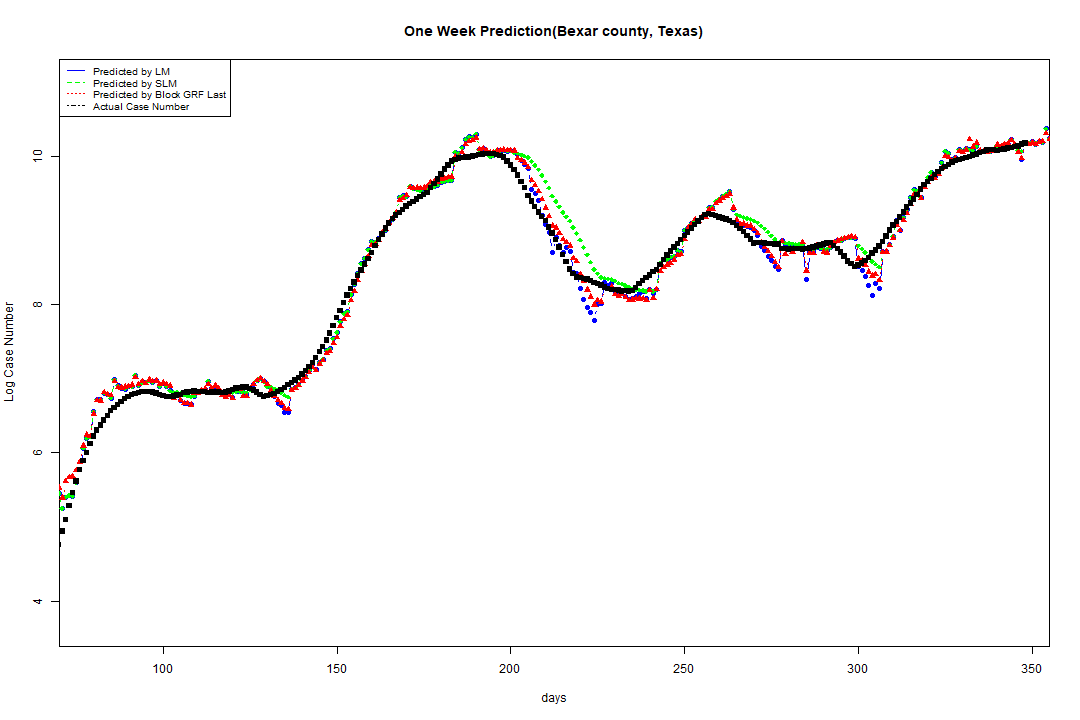 One Week Prediction(Bexar county, Texas)
Predicted by LM
Predicted by SLM
Predicted by Block GRF Last
Actual Case Number
10
8
6
4
Log Case Number
100 150 200 250 300 350
days